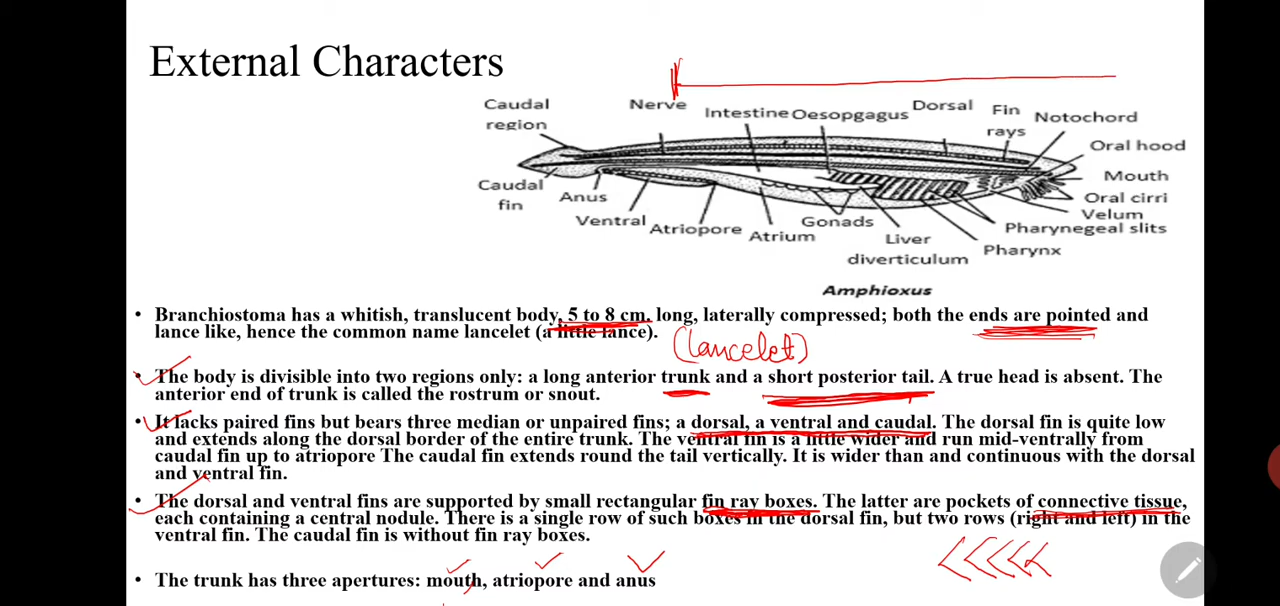 External Characters
Caudal region
Nerve
Intestine
Oesopgagus
Dorsal
Fin rays
Notochord
Oral hood
Mouth
Oral cirri
Velum
Pharynegeal slits
Pharynx
Liver diverticulum
Gonads
Atrium
Atriopore
Ventral
Anus
Caudal fin
Amphioxus
• Branchiostoma has a whitish, translucent body, 5 to 8 cm. long, laterally compressed; both the ends are pointed and
lance like, hence the common name lancelet (a little lance).
(lancelet)
• The body is divisible into two regions only: a long anterior trunk and a short posterior tail. A true head is absent. The
anterior end of trunk is called the rostrum or snout.
• It lacks paired fins but bears three median or unpaired fins; a dorsal, a ventral and caudal. The dorsal fin is quite low
and extends along the dorsal border of the entire trunk. The ventral fin is a little wider and run mid-ventrally from
caudal fin up to atriopore The caudal fin extends round the tail vertically. It is wider than and continuous with the dorsal
and ventral fin.
• The dorsal and ventral fins are supported by small rectangular fin ray boxes. The latter are pockets of connective tissue,
each containing a central nodule. There is a single row of such boxes in the dorsal fin, but two rows (right and left) in the
ventral fin. The caudal fin is without fin ray boxes.
• The trunk has three apertures: mouth, atriopore and anus